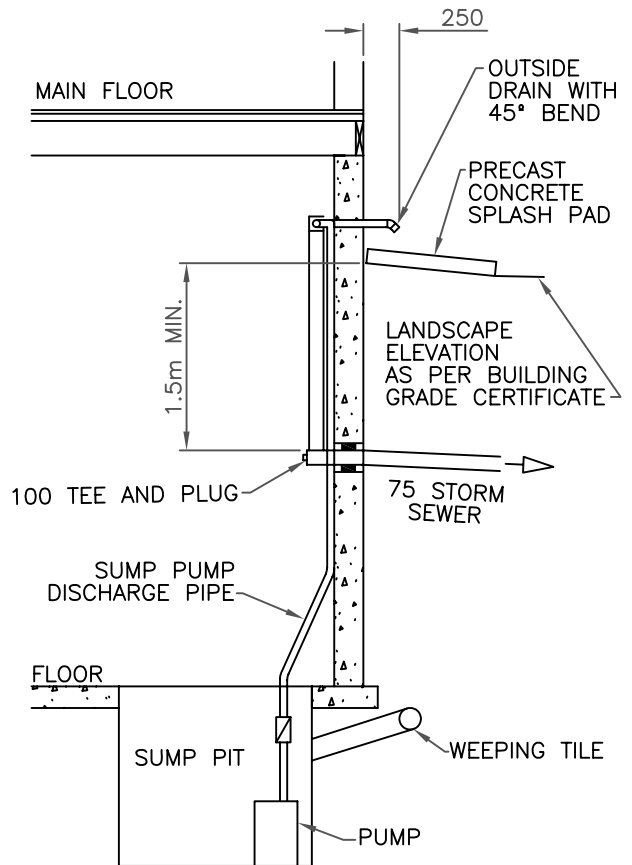 250
MAIN FLOOR
OUTSIDE
DRAIN WITH
45° BEND
PRECAST
CONCRETE
SPLASH PAD
1.5m MIN.
LANDSCAPE
ELEVATION
AS PER BUILDING
GRADE CERTIFICATE
100 TEE AND PLUG
75 STORM
SEWER
SUMP PUMP
DISCHARGE PIPE
FLOOR
SUMP PIT
WEEPING TILE
PUMP